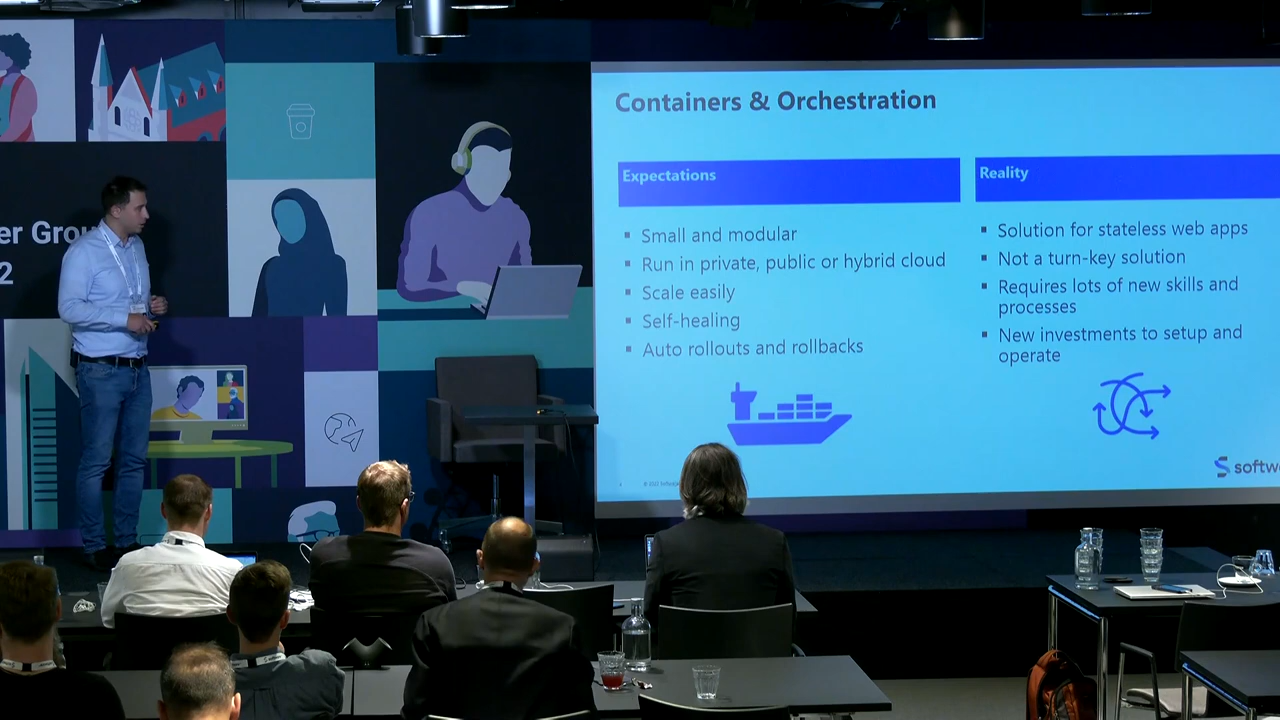 er Grou
2
Containers & Orchestration
Expectations
Small and modular
Run in private, public or hybrid cloud
Scale easily
Self-healing
Auto rollouts and rollbacks
Reality
Solution for stateless web apps
Not a turn-key solution
Requires lots of new skills and
processes
New investments to setup and
operate
softw